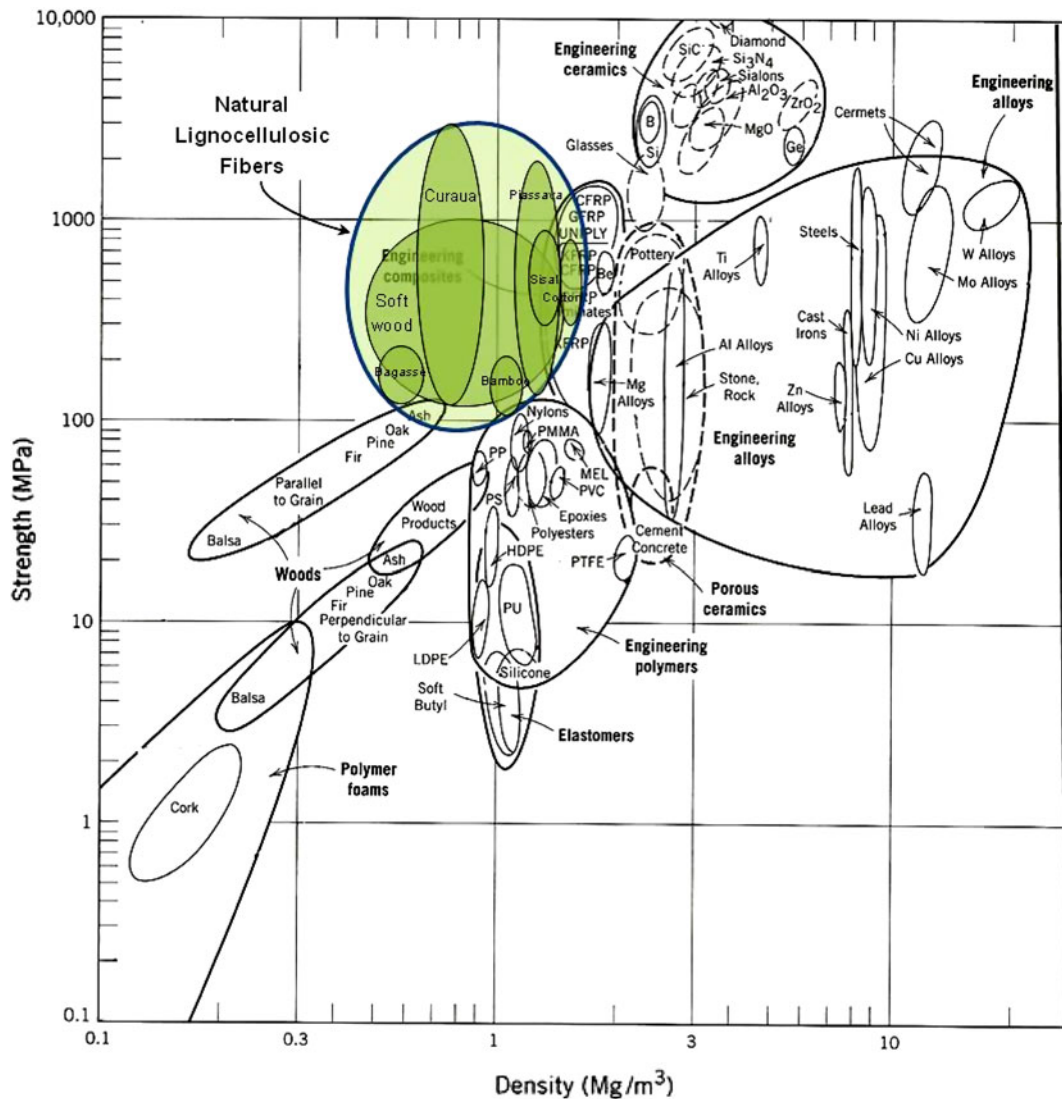 10,000
1000
100
10
1
0.1
Strength (MPa)
Natural
Lignocellulosic
Fibers
Engineering
ceramics
SiC
Diamond
Si3N4
Sialons
Al2O3
ZrO2
MgO
B
Si
Ge
Glasses
Cermets
Engineering
alloys
Curaua
Piassava
CFRP
GFRP
UNIPLY
KFRP
CFRP
Be
Engineering
composites
Sisal
Cotton
KFRP
Soft
wood
Bagasse
Bamboo
Pottery
Ti
Alloys
Steels
W Alloys
Mo Alloys
Cast
Irons
Ni Alloys
Cu Alloys
Zn
Alloys
Al Alloys
Mg
Alloys
Stone,
Rock
Engineering
alloys
Ash
Oak
Pine
Fir
Parallel
to Grain
Balsa
Nylons
PMMA
PP
MEL
PVC
PS
Epoxies
Polyesters
Wood
Products
HDPE
Cement
Concrete
Lead
Alloys
PTFE
Woods
Ash
Oak
Pine
Fir
Perpendicular
to Grain
PU
Porous
ceramics
Engineering
polymers
LDPE
Silicone
Soft
Butyl
Elastomers
Balsa
Polymer
foams
Cork
0.1
0.3
1
3
10
30
Density (Mg/m³)